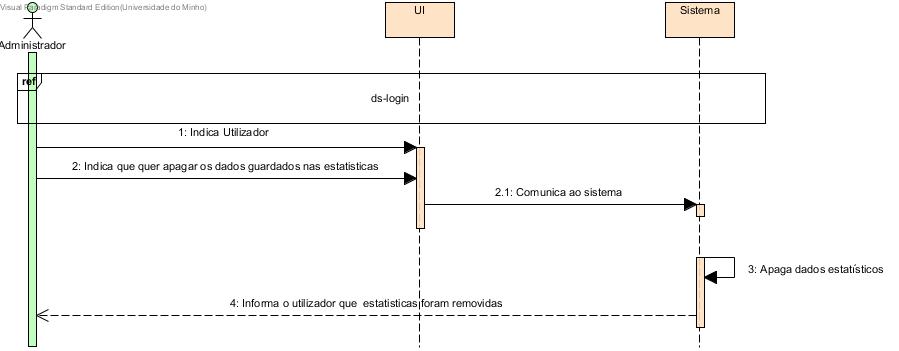 Visual Paradigm Standard Edition(Universidade do Minho)
UI
Sistema
Administrador
ref
ds-login
1: Indica Utilizador
2: Indica que quer apagar os dados guardados nas estatisticas
2.1: Comunica ao sistema
3: Apaga dados estatísticos
4: Informa o utilizador que estatisticas foram removidas